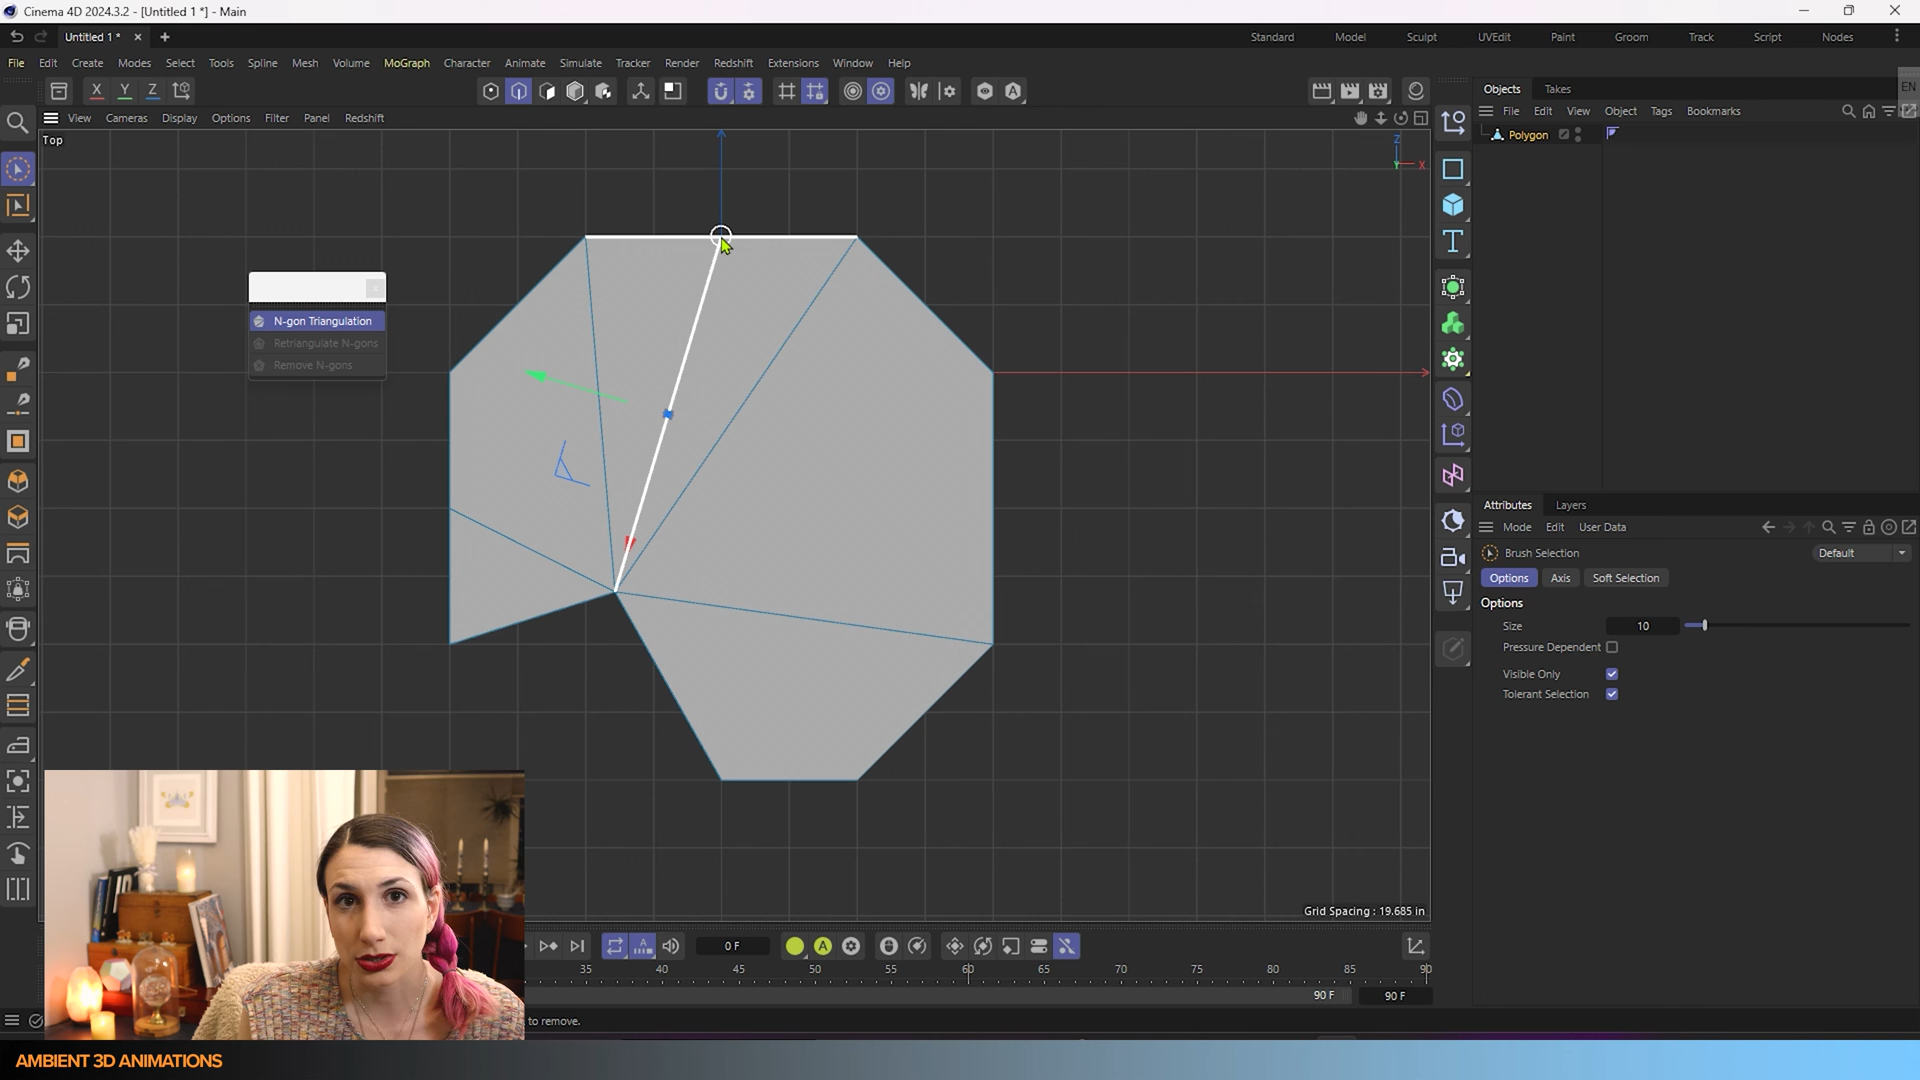 Cinema 4D 2024.3.2 - [Untitled 1 *] - Main
Untitled 1 *
Standard Model Sculpt UVEdit Paint Groom Track Script Nodes
File Edit Create Modes Select Tools Spline Mesh Volume MoGraph Character Animate Simulate Tracker Render Redshift Extensions Window Help
X Y Z
Objects Takes
EN
View Cameras Display Options Filter Panel Redshift
File Edit View Object Tags Bookmarks
Top
Polygon
Z
Y X
N-gon Triangulation
Retriangulate N-gons
Remove N-gons
Attributes Layers
Mode Edit User Data
Brush Selection Default
Options Axis Soft Selection
Options
Size 10
Pressure Dependent
Visible Only
Tolerant Selection
Grid Spacing : 19.685 in
0 F
35 40 45 50 55 60 65 70 75 80 85 90
90 F 90 F
to remove.
AMBIENT 3D ANIMATIONS